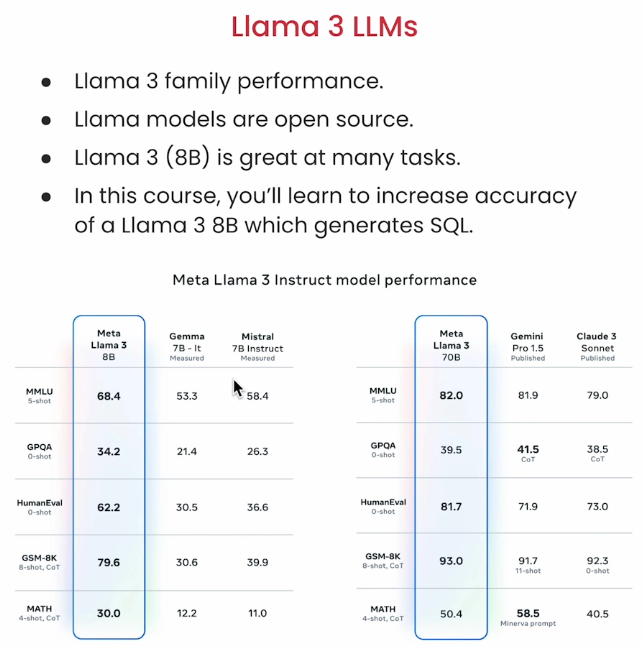 Llama 3 LLMs
• Llama 3 family performance.
• Llama models are open source.
• Llama 3 (8B) is great at many tasks.
• In this course, you'll learn to increase accuracy
of a Llama 3 8B which generates SQL.
Meta Llama 3 Instruct model performance
Meta Llama 3 8B Gemma 7B - It Measured Mistral 7B Instruct Measured
MMLU 5-shot 68.4 53.3 58.4
GPQA 0-shot 34.2 21.4 26.3
HumanEval 0-shot 62.2 30.5 36.6
GSM-8K 8-shot, CoT 79.6 30.6 39.9
MATH 4-shot, CoT 30.0 12.2 11.0
Meta Llama 3 70B Gemini Pro 1.5 Published Claude 3 Sonnet Published
MMLU 5-shot 82.0 81.9 79.0
GPQA 0-shot 39.5 41.5 CoT 38.5 CoT
HumanEval 0-shot 81.7 71.9 73.0
GSM-8K 8-shot, CoT 93.0 91.7 11-shot 92.3 0-shot
MATH 4-shot, CoT 50.4 58.5 Minerva prompt 40.5